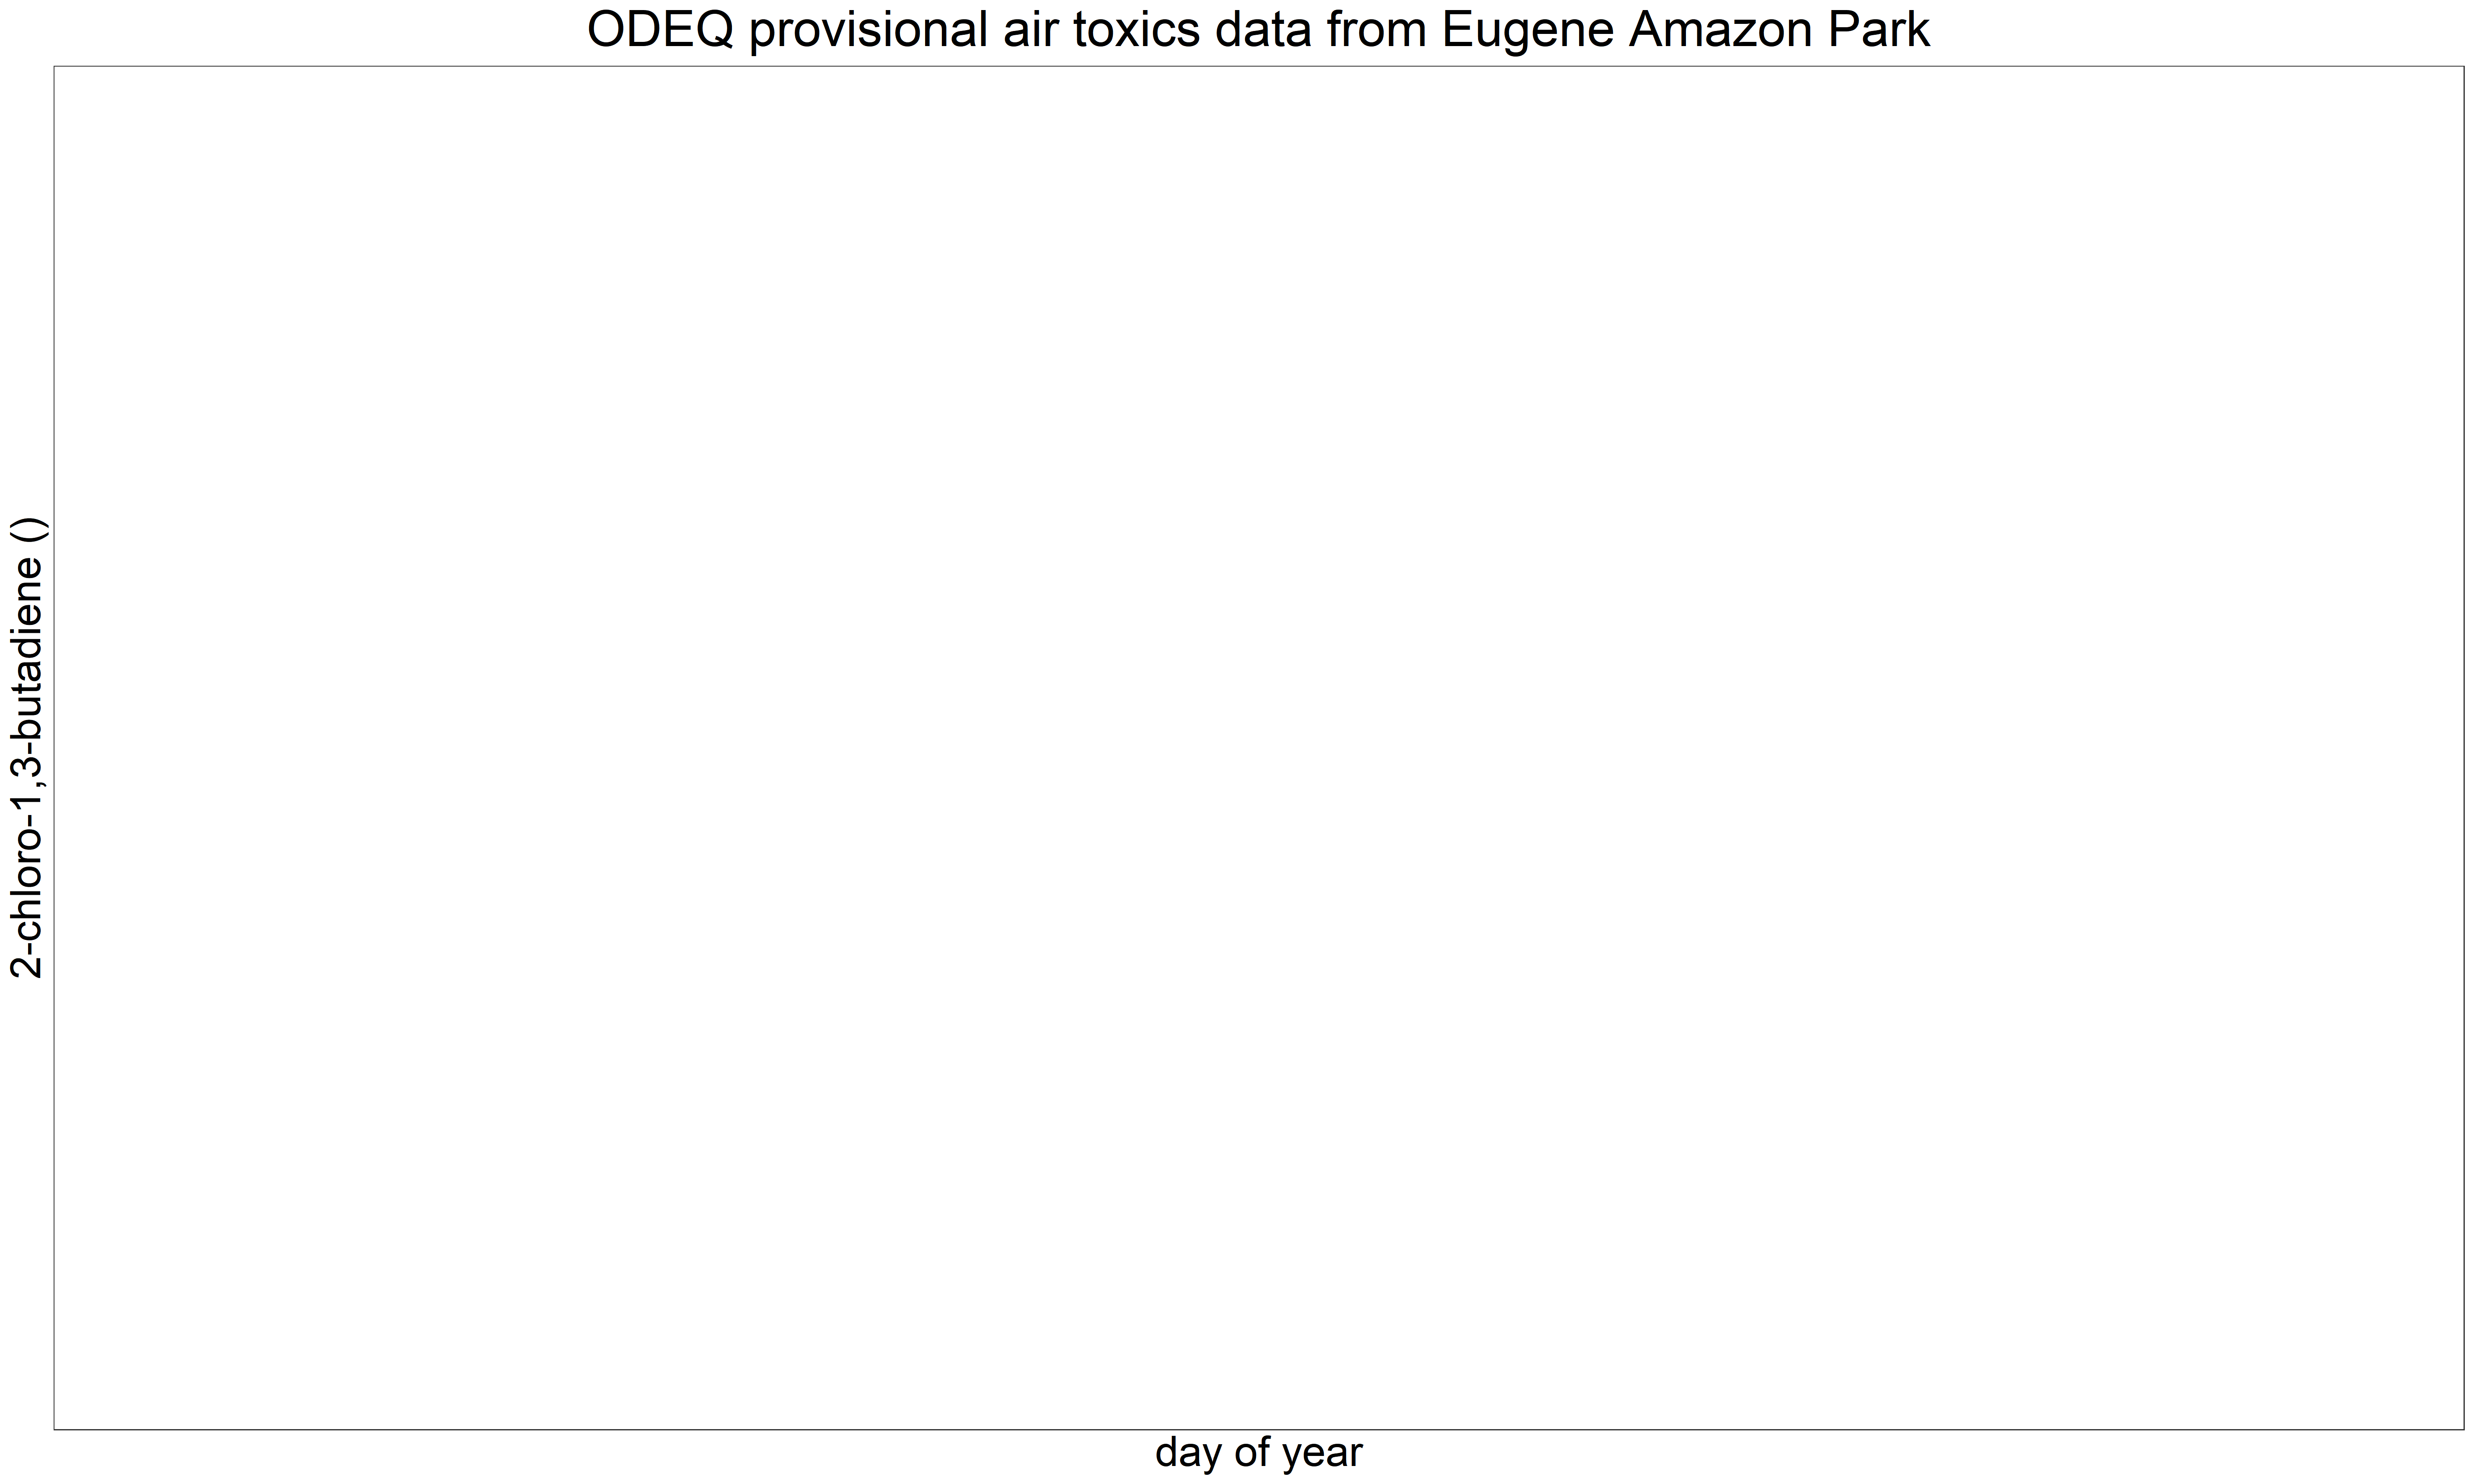 ODEQ provisional air toxics data from Eugene Amazon Park
2-chloro-1,3-butadiene ()
day of year